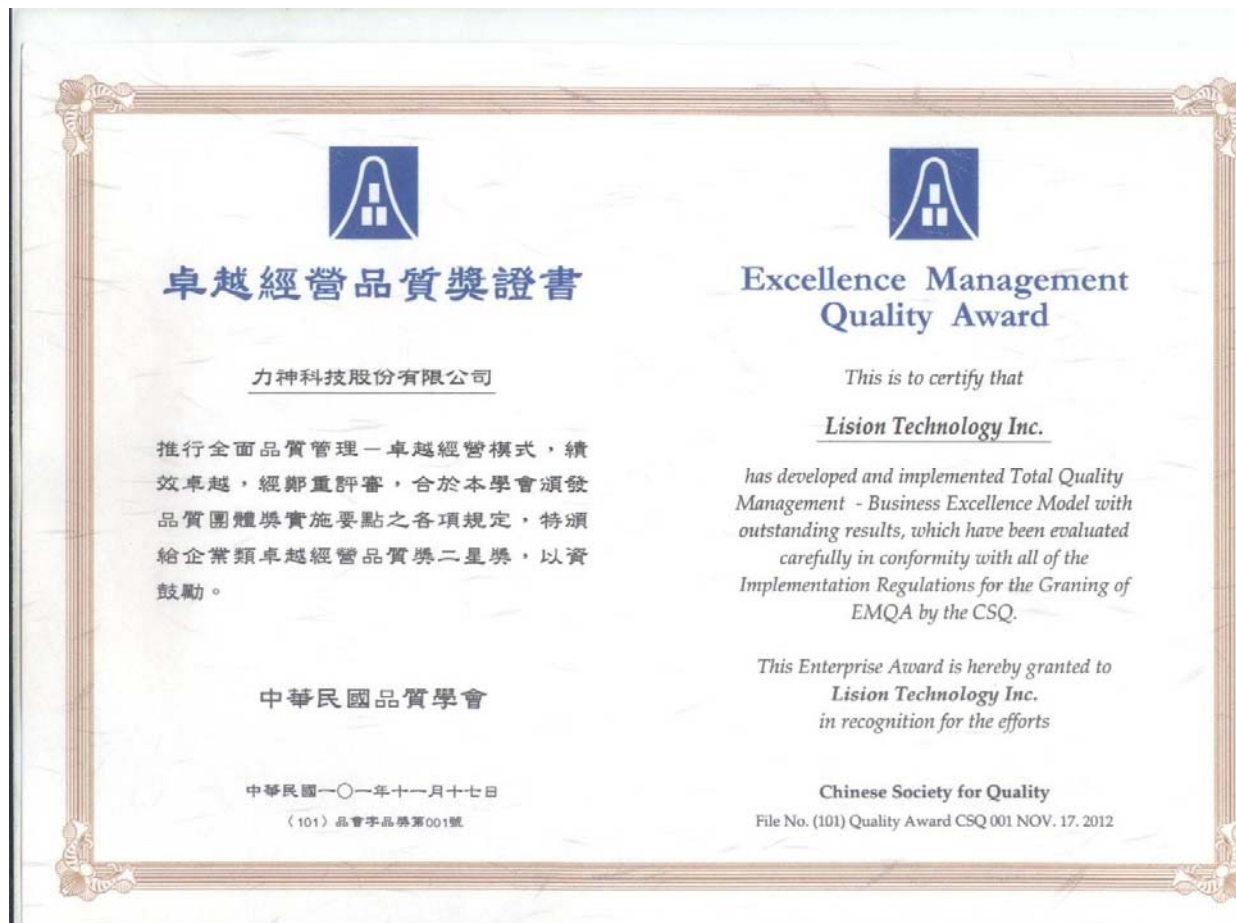 卓越經營品質獎證書
力神科技股份有限公司
推行全面品質管理－卓越經營模式，績
效卓越，經鄭重評審，合於本學會頒發
品質團體獎實施要點之各項規定，特頒
給企業類卓越經營品質獎二星獎，以資
鼓勵。
中華民國品質學會
中華民國一〇一年十一月十七日
（101）品會字品獎第001號
Excellence Management
Quality Award
This is to certify that
Lision Technology Inc.
has developed and implemented Total Quality
Management - Business Excellence Model with
outstanding results, which have been evaluated
carefully in conformity with all of the
Implementation Regulations for the Graning of
EMQA by the CSQ.
This Enterprise Award is hereby granted to
Lision Technology Inc.
in recognition for the efforts
Chinese Society for Quality
File No. (101) Quality Award CSQ 001 NOV. 17. 2012